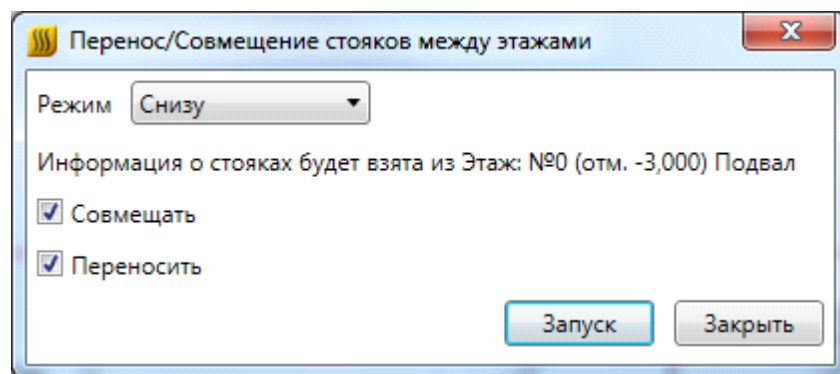 Перенос/Совмещение стояков между этажами
Режим Снизу
Информация о стояках будет взята из Этаж: №0 (отм. -3,000) Подвал
Совмещать
Переносить
Запуск Закрыть